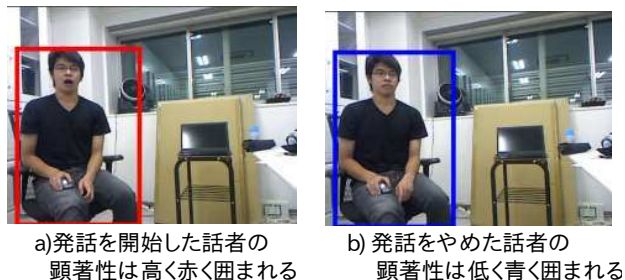 a)発話を開始した話者の
顕著性は高く赤く囲まれる
b) 発話をやめた話者の
顕著性は低く青く囲まれる